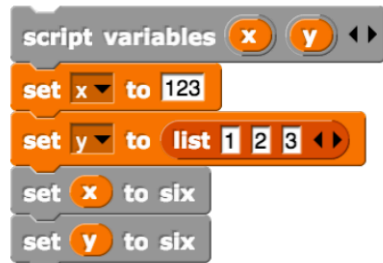 script variables x y
set x to 123
set y to list 1 2 3
set x to six
set y to six